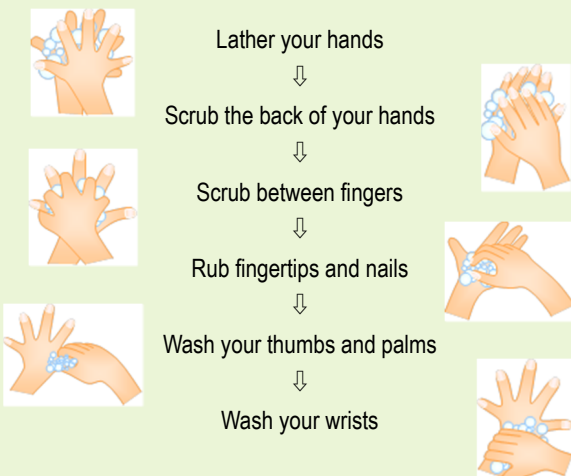 Lather your hands
⇩
Scrub the back of your hands
⇩
Scrub between fingers
⇩
Rub fingertips and nails
⇩
Wash your thumbs and palms
⇩
Wash your wrists